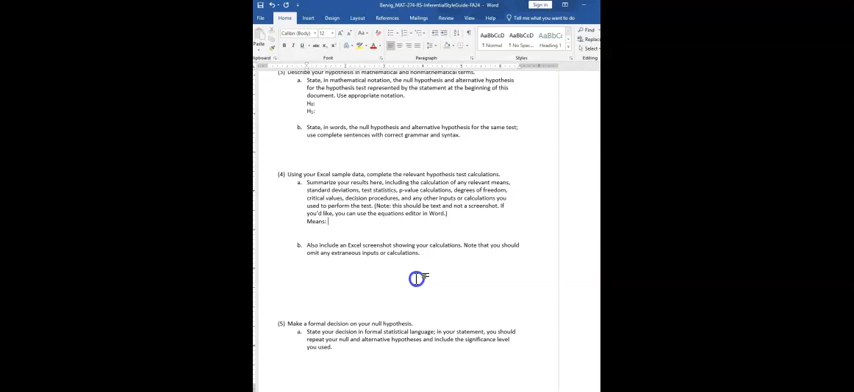 Bervig_MAT-274-RS-InferentialStyleGuide-FA24 - Word
Sign in
File Home Insert Design Layout References Mailings Review View Help Tell me what you want to do
Calibri (Body) 12
Find
Paste
AaBbCcD AaBbCcD AaBbC
Replace
¶ Normal ¶ No Spac... Heading 1
Select
Clipboard Font Paragraph Styles Editing
(3) Describe your hypothesis in mathematical and nonmathematical terms.
a. State, in mathematical notation, the null hypothesis and alternative hypothesis
for the hypothesis test represented by the statement at the beginning of this
document. Use appropriate notation.
H₀:
H₁:
b. State, in words, the null hypothesis and alternative hypothesis for the same test;
use complete sentences with correct grammar and syntax.
(4) Using your Excel sample data, complete the relevant hypothesis test calculations.
a. Summarize your results here, including the calculation of any relevant means,
standard deviations, test statistics, p-value calculations, degrees of freedom,
critical values, decision procedures, and any other inputs or calculations you
used to perform the test. (Note: this should be text and not a screenshot. If
you'd like, you can use the equations editor in Word.)
Means:
b. Also include an Excel screenshot showing your calculations. Note that you should
omit any extraneous inputs or calculations.
(5) Make a formal decision on your null hypothesis.
a. State your decision in formal statistical language; in your statement, you should
repeat your null and alternative hypotheses and include the significance level
you used.